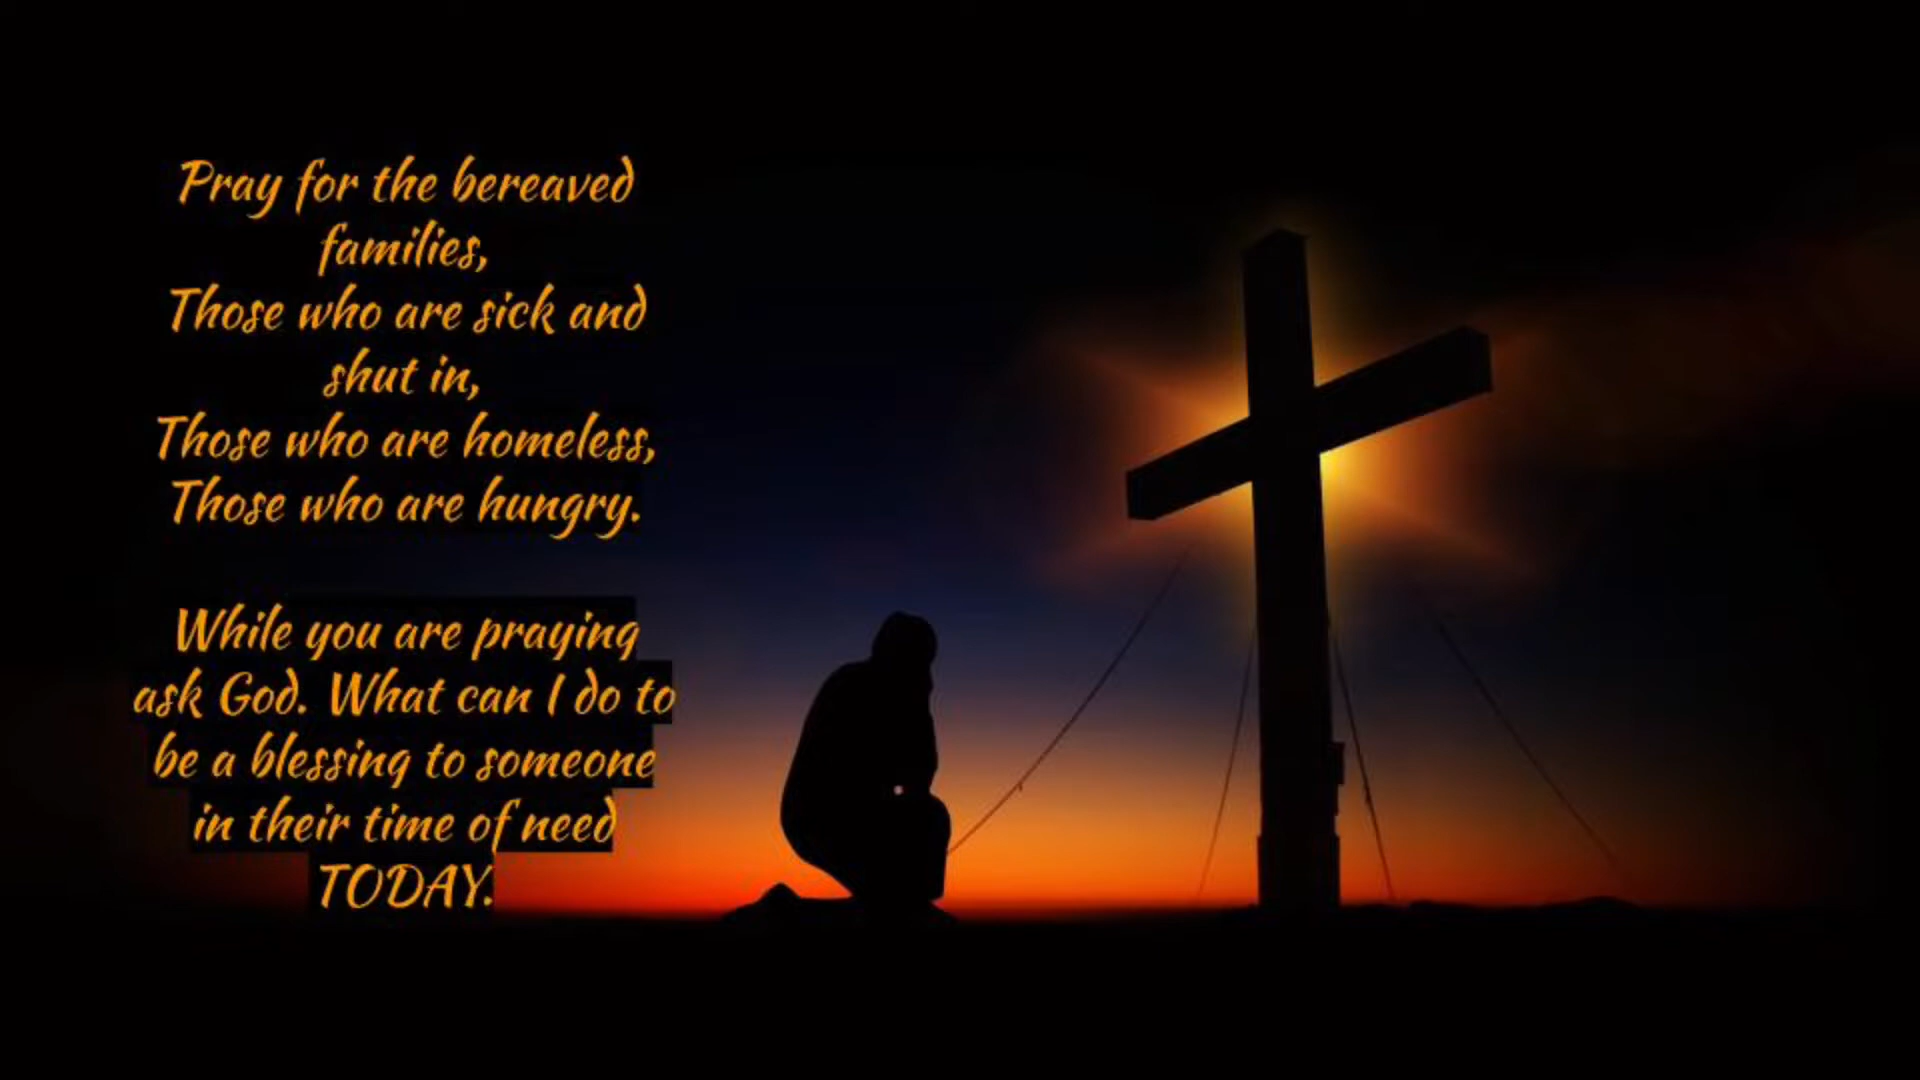 Pray for the bereaved
families,
Those who are sick and
shut in,
Those who are homeless,
Those who are hungry.
While you are praying
ask God. What can I do to
be a blessing to someone
in their time of need
TODAY.